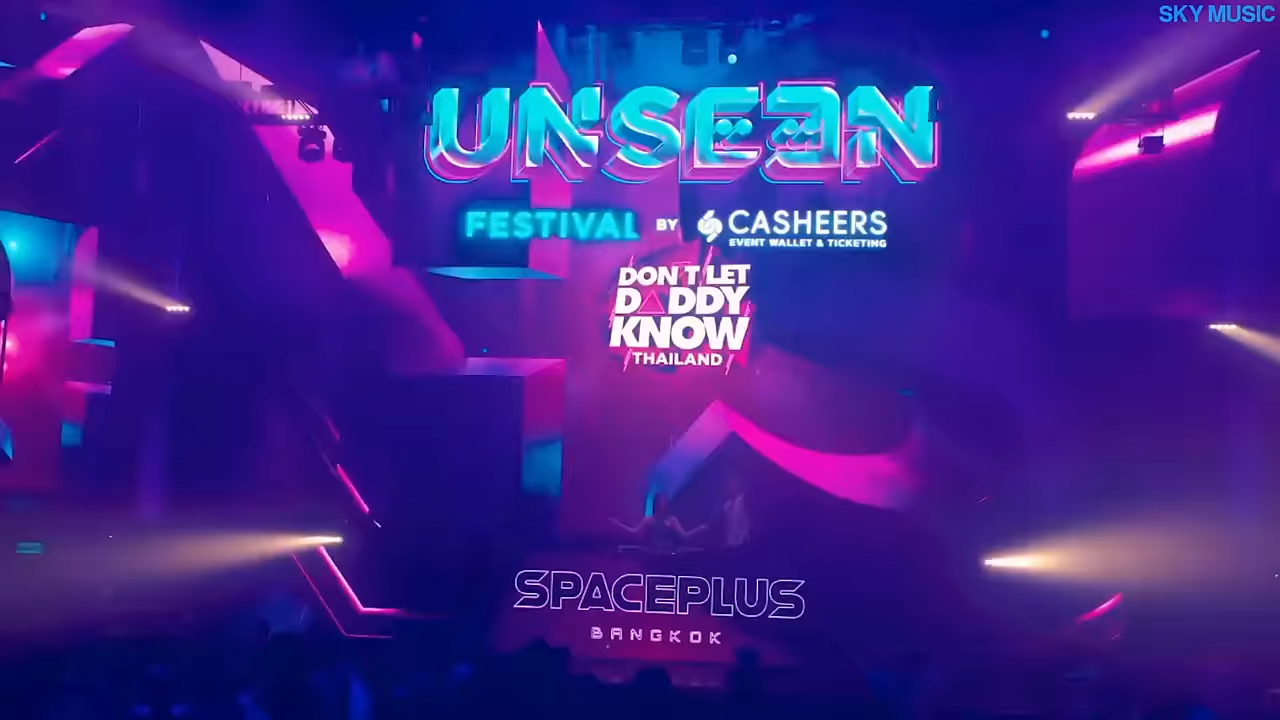 SKY MUSIC
UNSEEN
FESTIVAL BY CASHEERS
EVENT WALLET & TICKETING
DON'T LET
DADDY
KNOW
THAILAND
SPACEPLUS
BANGKOK